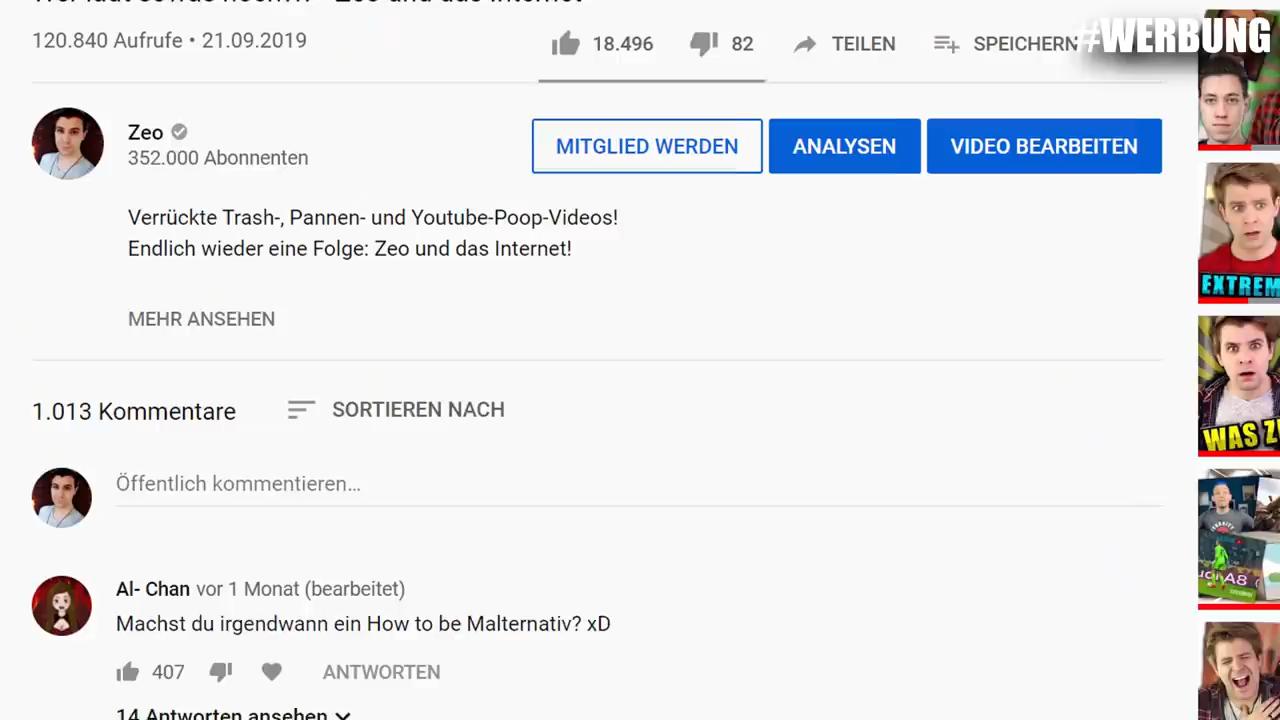 #WERBUNG
120.840 Aufrufe • 21.09.2019
18.496
82
TEILEN
SPEICHERN
Zeo
352.000 Abonnenten
MITGLIED WERDEN
ANALYSEN
VIDEO BEARBEITEN
Verrückte Trash-, Pannen- und Youtube-Poop-Videos!
Endlich wieder eine Folge: Zeo und das Internet!
MEHR ANSEHEN
EXTREM
WAS
1.013 Kommentare
SORTIEREN NACH
Öffentlich kommentieren...
Al- Chan vor 1 Monat (bearbeitet)
Machst du irgendwann ein How to be Malternativ? xD
407
ANTWORTEN
14 Antworten ansehen